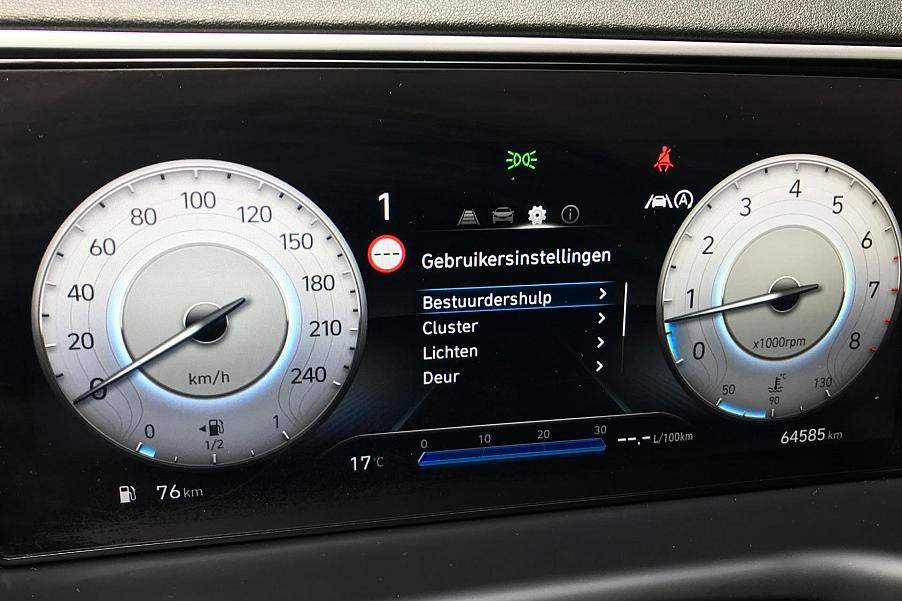 1
---
Gebruikersinstellingen
Bestuurdershulp
Cluster
Lichten
Deur
0 20 40 60 80 100 120 150 180 210 240
km/h
0 1/2 1
76 km
17 °C
0 10 20 30
--.- L/100km
A
0 1 2 3 4 5 6 7 8
x1000rpm
50 90 130
°C
64585 km